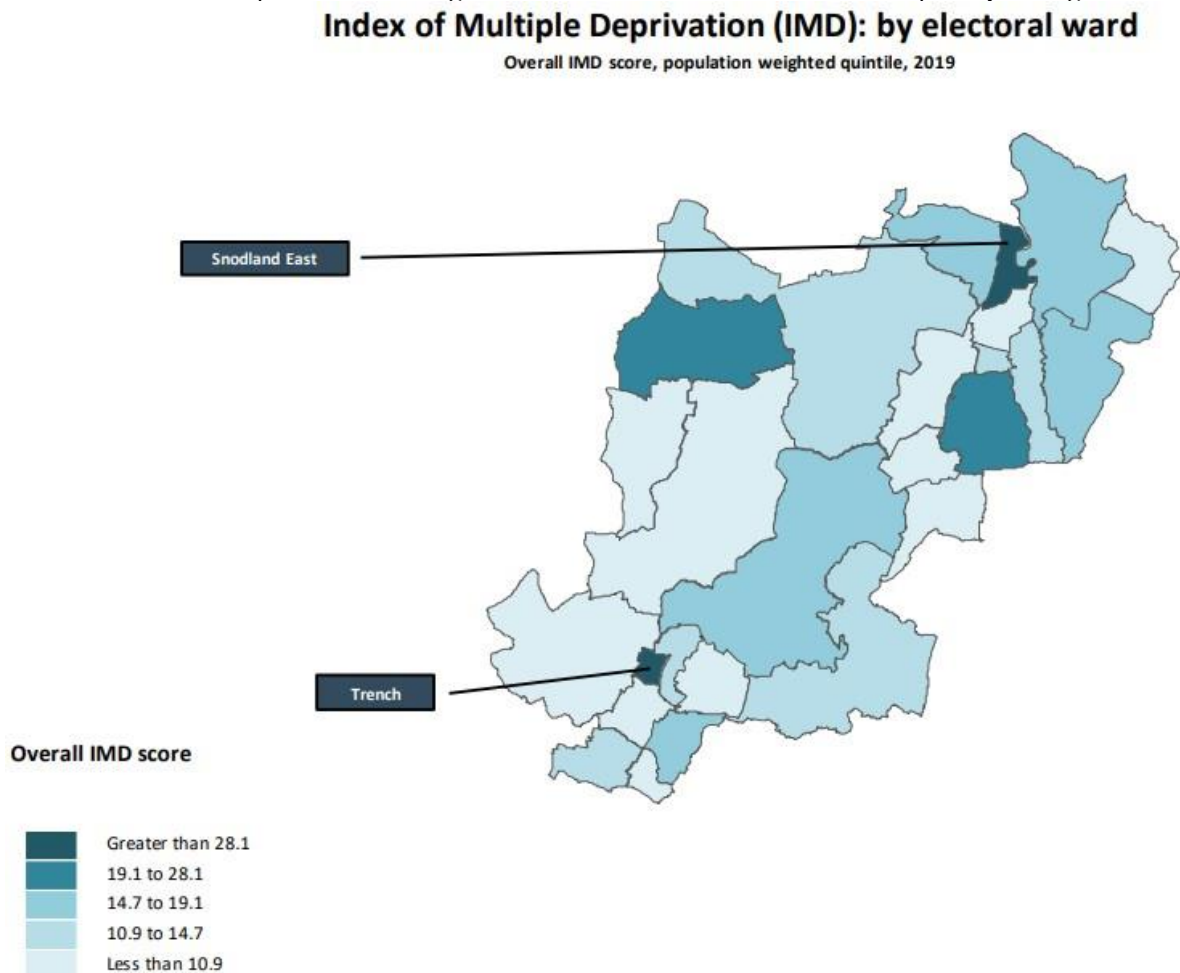 Index of Multiple Deprivation (IMD): by electoral ward
Overall IMD score, population weighted quintile, 2019
Snodland East
Trench
Overall IMD score
Greater than 28.1
19.1 to 28.1
14.7 to 19.1
10.9 to 14.7
Less than 10.9